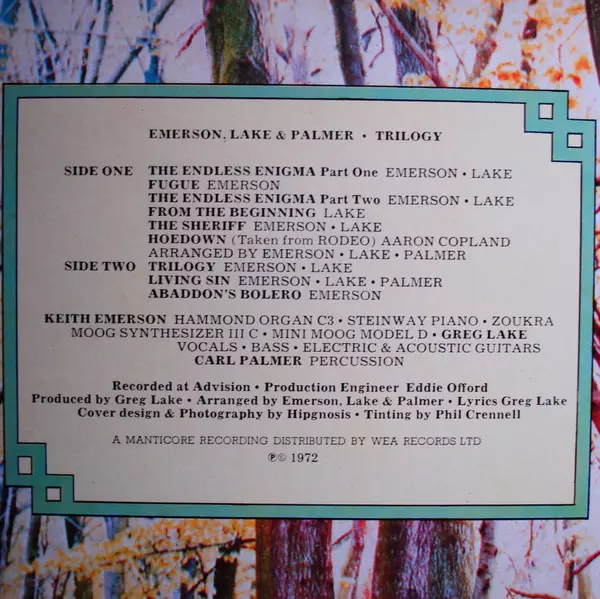 EMERSON, LAKE & PALMER • TRILOGY
SIDE ONE THE ENDLESS ENIGMA Part One EMERSON • LAKE
FUGUE EMERSON
THE ENDLESS ENIGMA Part Two EMERSON • LAKE
FROM THE BEGINNING LAKE
THE SHERIFF EMERSON • LAKE
HOEDOWN (Taken from RODEO) AARON COPLAND
ARRANGED BY EMERSON • LAKE • PALMER
SIDE TWO TRILOGY EMERSON • LAKE
LIVING SIN EMERSON • LAKE • PALMER
ABADDON'S BOLERO EMERSON
KEITH EMERSON HAMMOND ORGAN C3 • STEINWAY PIANO • ZOUKRA
MOOG SYNTHESIZER III C • MINI MOOG MODEL D • GREG LAKE
VOCALS • BASS • ELECTRIC & ACOUSTIC GUITARS
CARL PALMER PERCUSSION
Recorded at Advision • Production Engineer Eddie Offord
Produced by Greg Lake • Arranged by Emerson, Lake & Palmer • Lyrics Greg Lake
Cover design & Photography by Hipgnosis • Tinting by Phil Crennell
A MANTICORE RECORDING DISTRIBUTED BY WEA RECORDS LTD
℗© 1972